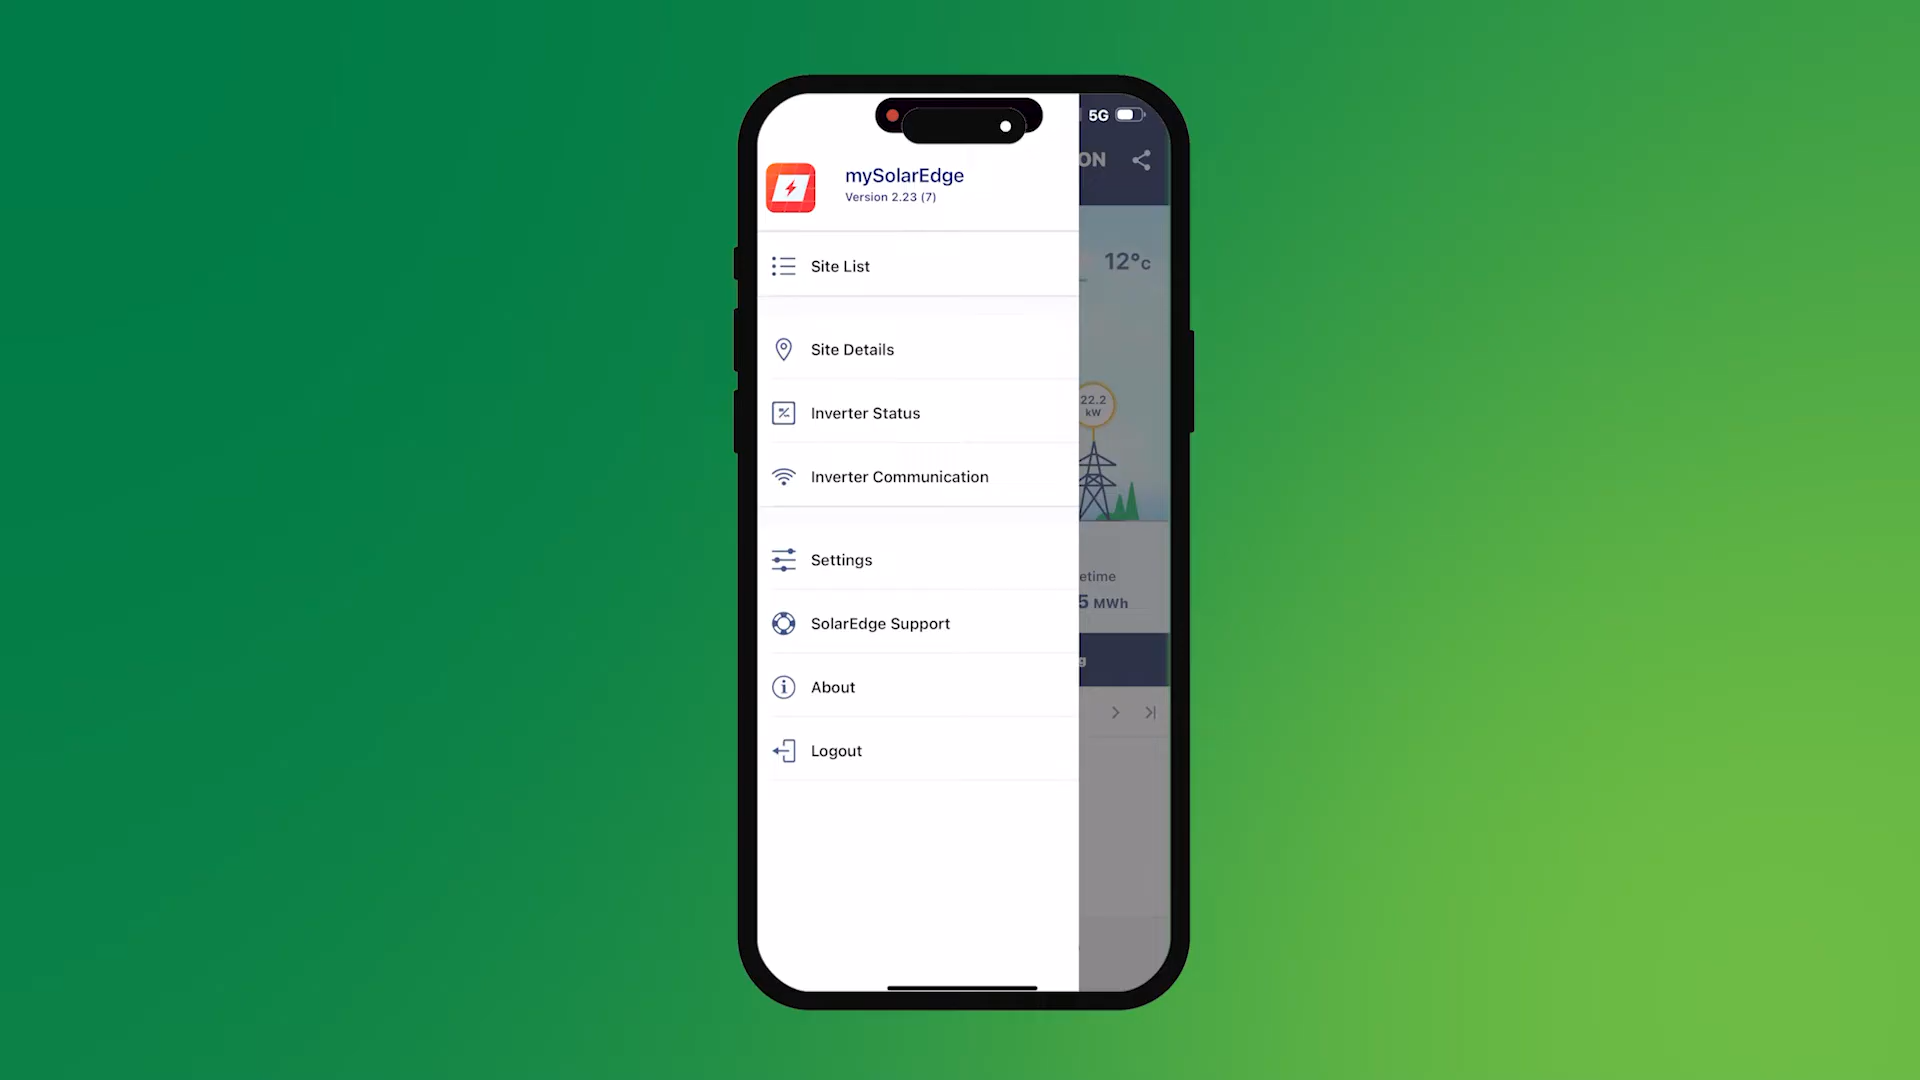 5G
mySolarEdge
Version 2.23 (7)
ON
Site List
12°C
Site Details
22.2
kW
Inverter Status
Inverter Communication
Settings
etime
5 MWh
SolarEdge Support
g
About
Logout